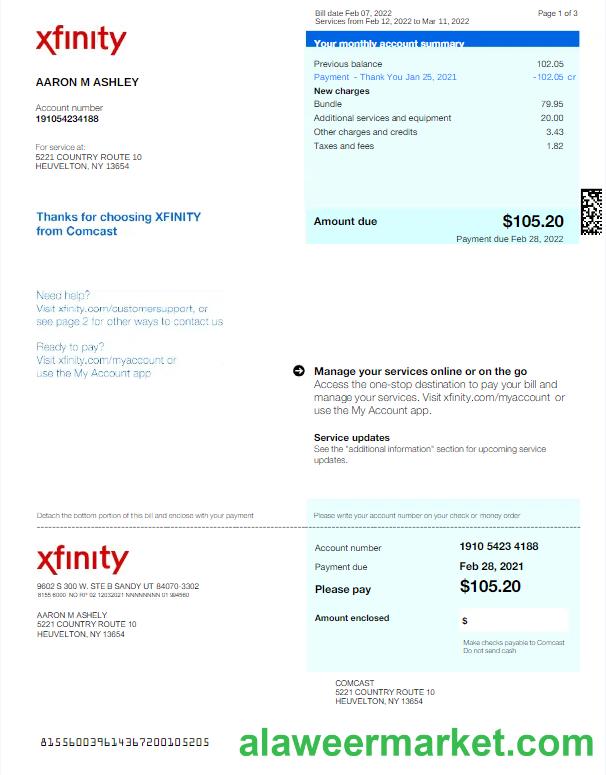 Bill date Feb 07, 2022
Services from Feb 12, 2022 to Mar 11, 2022
Page 1 of 3
xfinity
AARON M ASHLEY
Account number
191054234188
For service at:
5221 COUNTRY ROUTE 10
HEUVELTON, NY 13654
Your monthly account summary
Previous balance 102.05
Payment - Thank You Jan 25, 2021 -102.05 cr
New charges
Bundle 79.95
Additional services and equipment 20.00
Other charges and credits 3.43
Taxes and fees 1.82
Amount due $105.20
Payment due Feb 28, 2022
Thanks for choosing XFINITY
from Comcast
Need help?
Visit xfinity.com/customersupport, or
see page 2 for other ways to contact us
Ready to pay?
Visit xfinity.com/myaccount or
use the My Account app
Manage your services online or on the go
Access the one-stop destination to pay your bill and
manage your services. Visit xfinity.com/myaccount or
use the My Account app.
Service updates
See the "additional information" section for upcoming service
updates.
Detach the bottom portion of this bill and enclose with your payment
Please write your account number on your check or money order
xfinity
9602 S 300 W. STE B SANDY UT 84070-3302
8155 6000 NO RP 02 12032021 NNNNNNNN 01 994560
AARON M ASHELY
5221 COUNTRY ROUTE 10
HEUVELTON, NY 13654
Account number 1910 5423 4188
Payment due Feb 28, 2021
Please pay $105.20
Amount enclosed $
Make checks payable to Comcast
Do not send cash
COMCAST
5221 COUNTRY ROUTE 10
HEUVELTON, NY 13654
815560039614367200105205
alaweermarket.com